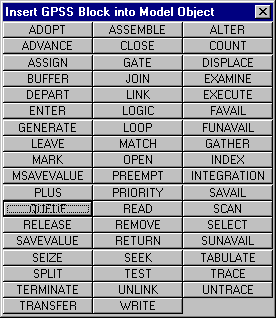 Insert GPSS Block into Model Object
ADOPT ASSEMBLE ALTER
ADVANCE CLOSE COUNT
ASSIGN GATE DISPLACE
BUFFER JOIN EXAMINE
DEPART LINK EXECUTE
ENTER LOGIC FAVAIL
GENERATE LOOP FUNAVAIL
LEAVE MATCH GATHER
MARK OPEN INDEX
MSAVEVALUE PREEMPT INTEGRATION
PLUS PRIORITY SAVAIL
QUEUE READ SCAN
RELEASE REMOVE SELECT
SAVEVALUE RETURN SUNAVAIL
SEIZE SEEK TABULATE
SPLIT TEST TRACE
TERMINATE UNLINK UNTRACE
TRANSFER WRITE